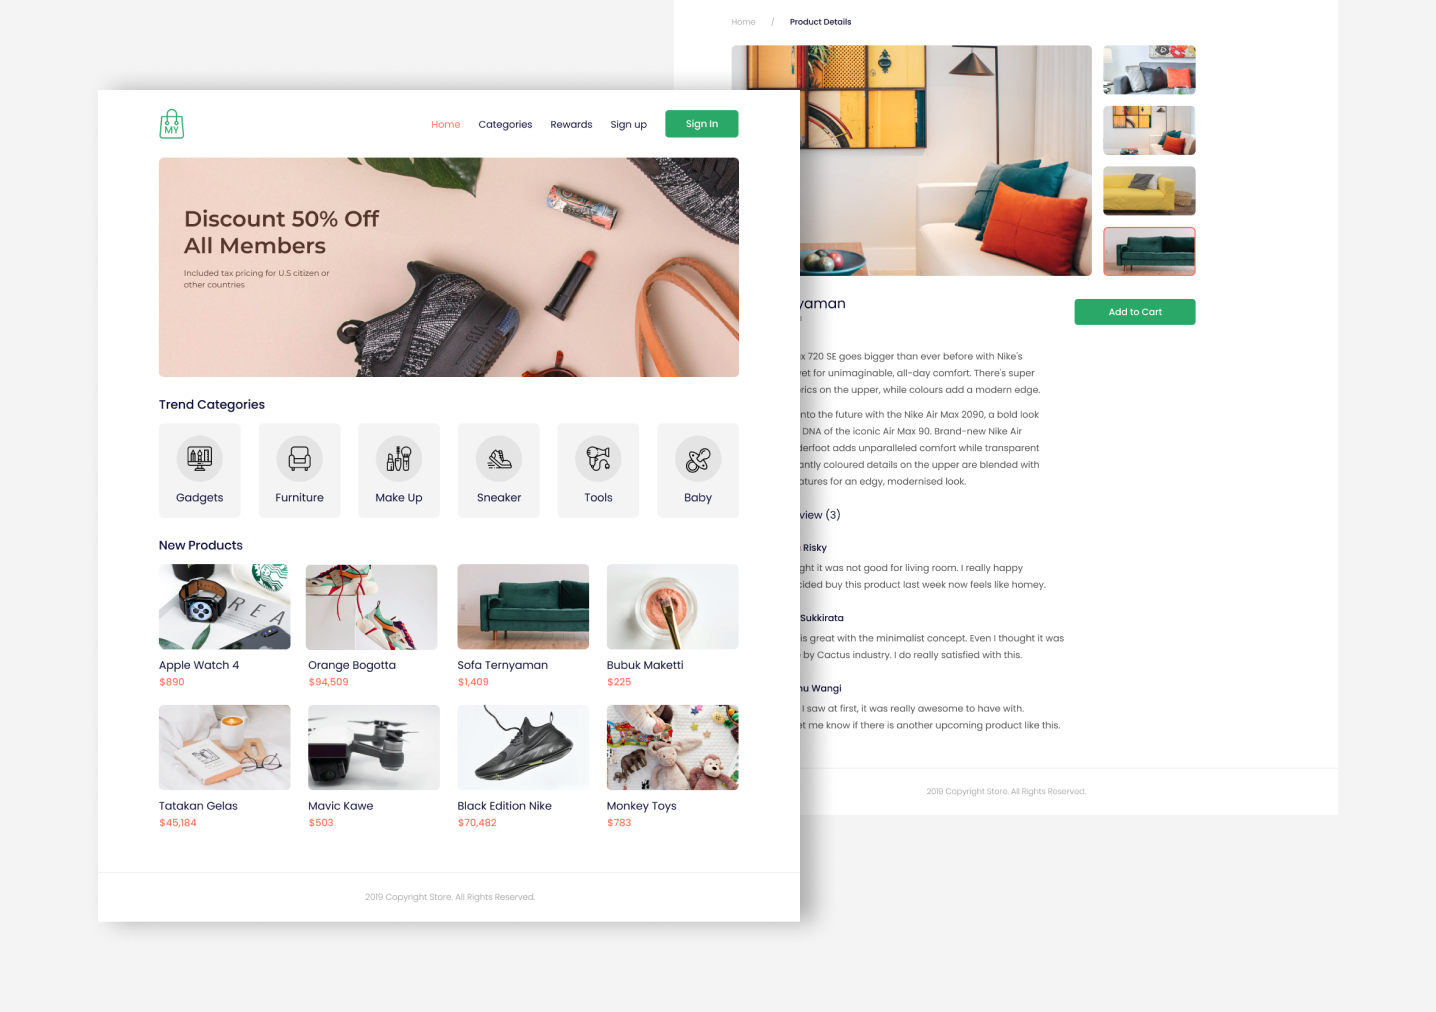 Home / Product Details
MY
Home Categories Rewards Sign up Sign In
Discount 50% Off
All Members
Included tax pricing for U.S citizen or
other countries
Trend Categories
Gadgets Furniture Make Up Sneaker Tools Baby
New Products
REA
Apple Watch 4 Orange Bogotta Sofa Ternyaman Bubuk Maketti
$890 $94,509 $1,409 $225
Tatakan Gelas Mavic Kawe Black Edition Nike Monkey Toys
$45,184 $503 $70,482 $783
2019 Copyright Store. All Rights Reserved.
yaman
Add to Cart
x 720 SE goes bigger than ever before with Nike's
yet for unimaginable, all-day comfort. There's super
rics on the upper, while colours add a modern edge.
nto the future with the Nike Air Max 2090, a bold look
DNA of the iconic Air Max 90. Brand-new Nike Air
derfoot adds unparalleled comfort while transparent
antly coloured details on the upper are blended with
atures for an edgy, modernised look.
view (3)
Risky
ght it was not good for living room. I really happy
cided buy this product last week now feels like homey.
Sukkirata
is great with the minimalist concept. Even I thought it was
by Cactus industry. I do really satisfied with this.
nu Wangi
I saw at first, it was really awesome to have with.
et me know if there is another upcoming product like this.
2019 Copyright Store. All Rights Reserved.